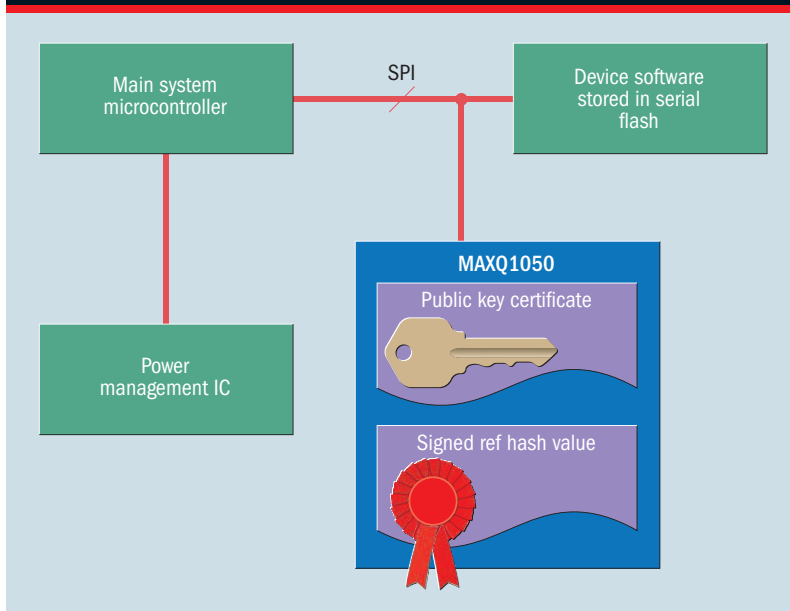 Main system
microcontroller
SPI
Device software
stored in serial
flash
MAXQ1050
Public key certificate
Power
management IC
Signed ref hash value